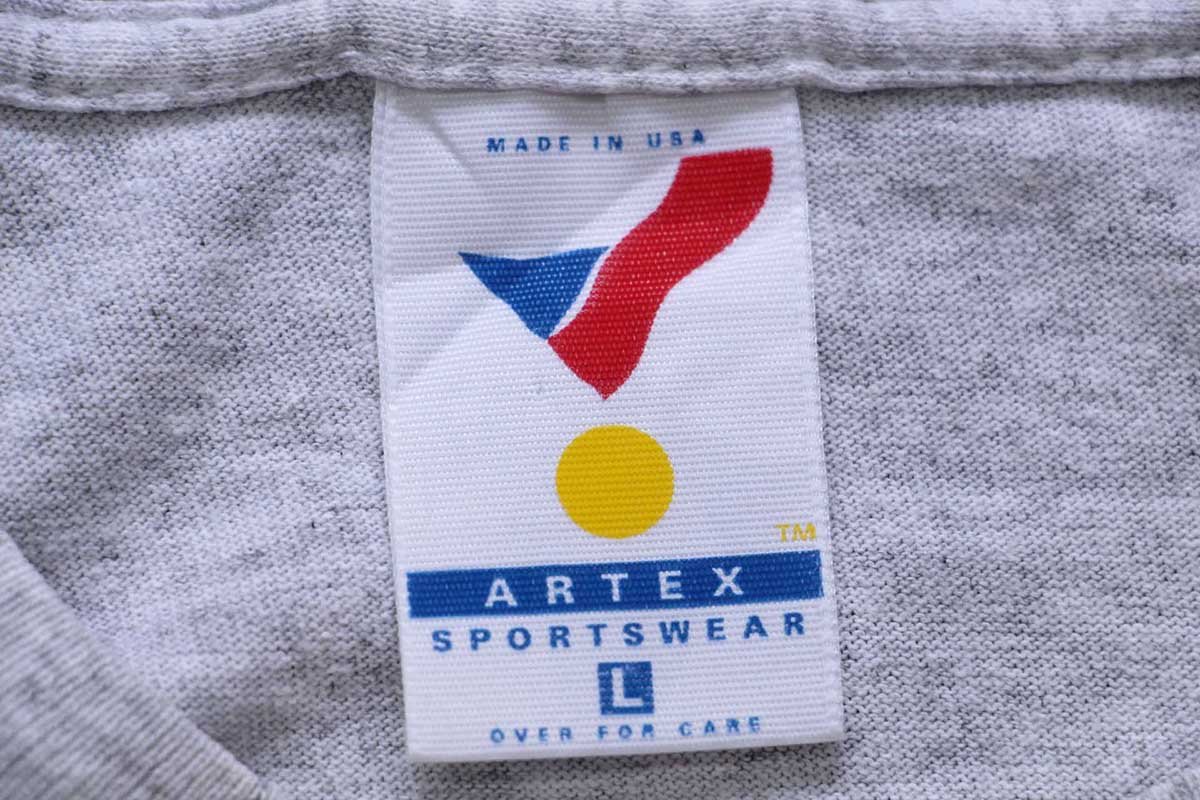 MADE IN USA
TM
ARTEX
SPORTSWEAR
L
OVER FOR CARE